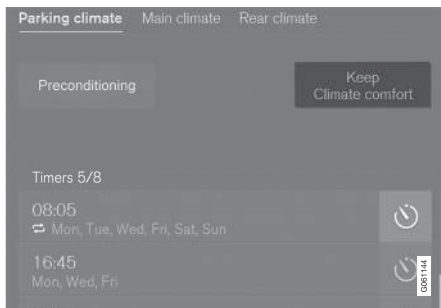 Parking climate Main climate Rear climate
Preconditioning
Keep
Climate comfort
Timers 5/8
08:05
Mon, Tue, Wed, Fri, Sat, Sun
16:45
Mon, Wed, Fri
G061144